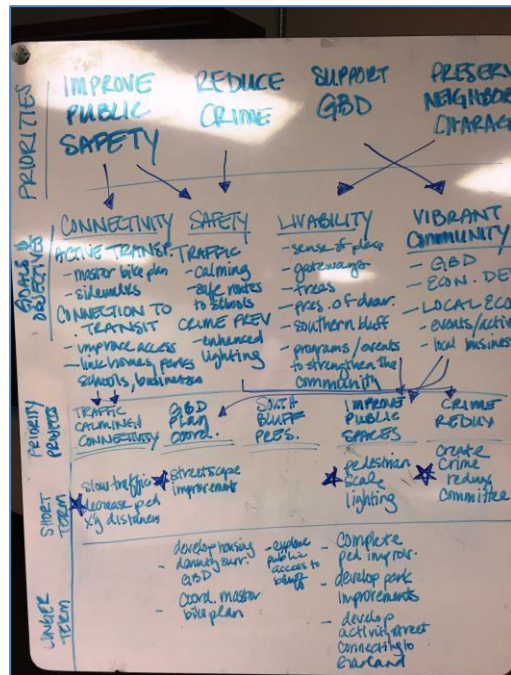 PRIORITIES
IMPROVE
PUBLIC
SAFETY
REDUCE
CRIME
SUPPORT
GBD
PRESERV
NEIGHBOR
CHARAC
GOALS &
OBJECTIVES
CONNECTIVITY
ACTIVE TRANSP.
- master bike plan
- sidewalks
CONNECTION TO
TRANSIT
- improve access
- link homes, parks
schools, businesses
SAFETY
TRAFFIC
- calming
- safe routes
to schools
CRIME PREV
- enhanced
lighting
LIVABILITY
- sense of place
- gateways
- trees
- pres. of char.
- southern bluff
- programs/events
to strengthen the
community
VIBRANT
COMMUNITY
- GBD
- ECON. DEV
- LOCAL ECO
- events/activ
- local business
PRIORITY
PROJECTS
TRAFFIC
CALMING &
CONNECTIVITY
GBD
PLAN
COORD.
SOUTH
BLUFF
PRES.
IMPROVE
PUBLIC
SPACES
CRIME
REDUX
SHORT
TERM
slow traffic
decrease ped
x'g distances
streetscape
improvements
pedestrian
scale
lighting
create
crime
redux
committee
LONGER
TERM
- develop housing
density surr.
GBD
- Coord. master
bike plan
- explore
public
access to
bluff
- complete
ped improv.
- develop park
improvements
- develop
activity street
connecting to